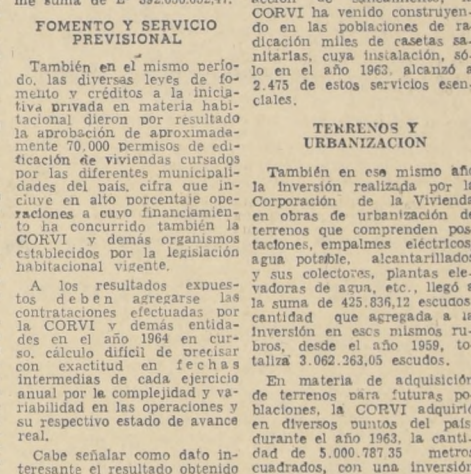 FOMENTO Y SERVICIO
PREVISIONAL
También en el mismo perío-
do, las diversas leyes de fo-
mento y créditos a la inicia-
tiva privada en materia habi-
tacional dieron por resultado
la aprobación de aproximada-
mente 70.000 permisos de edi-
ficación de viviendas cursados
por las diferentes municipali-
dades del país, cifra que in-
cluye en alto porcentaje ope-
raciones a cuyo financiamien-
to ha concurrido también la
CORVI y demás organismos
establecidos por la legislación
habitacional vigente.
A los resultados expues-
tos deben agregarse las
contrataciones efectuadas por
la CORVI y demás entida-
des en el año 1964 en cur-
so, cálculo difícil de precisar
con exactitud en fechas
intermedias de cada ejercicio
anual por la complejidad y va-
riabilidad en las operaciones y
su respectivo estado de avance
real.
Cabe señalar como dato in-
teresante el resultado obtenido
CORVI ha venido construyen-
do en las poblaciones de ra-
dicación miles de casetas sa-
nitarias, cuya instalación, só-
lo en el año 1963, alcanzó a
2.475 de estos servicios esen-
ciales.
TERRENOS Y
URBANIZACION
También en ese mismo año
la inversión realizada por la
Corporación de la Vivienda
en obras de urbanización de
terrenos que comprenden pos-
taciones, empalmes eléctricos,
agua potable, alcantarillados
y sus colectores, plantas ele-
vadoras de agua, etc., llegó a
la suma de 425.836,12 escudos,
cantidad que agregada a la
inversión en esos mismos ru-
bros, desde el año 1959, to-
taliza 3.062.263,05 escudos.
En materia de adquisición
de terrenos para futuras po-
blaciones, la CORVI adquirió
en diversos puntos del país
durante el año 1963, la canti-
dad de 5.000.787.35 metros
cuadrados, con una inversión